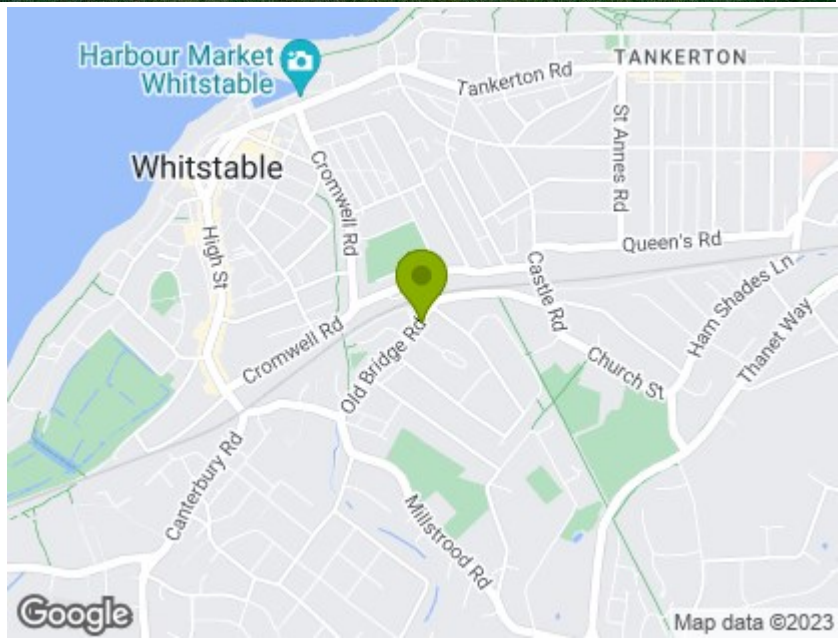 Harbour Market
Whitstable
TANKERTON
Tankerton Rd
St Annes Rd
Whitstable
Cromwell Rd
High St
Queen's Rd
Castle Rd
Ham Shades Ln
Thanet Way
Cromwell Rd
Old Bridge Rd
Church St
Canterbury Rd
Millstrood Rd
Google
Map data ©2023